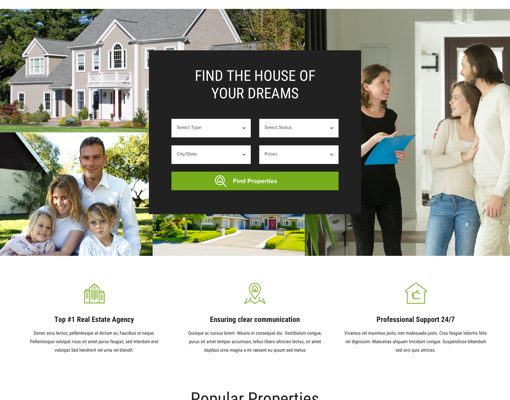 FIND THE HOUSE OF
YOUR DREAMS
Select Type
Select Status
City/State
Prices
Find Properties
Top #1 Real Estate Agency
Donec arcu lectus, pellentesque at dictum ac, faucibus ut neque.
Pellentesque volutpat risus sit amet purus feugiat, sed interdum erat
volutpat.Sed hendrerit vel urna vel blandit.
Ensuring clear communication
Quisque ac cursus lorem. Mauris in consequat dui. Vestibulum congue,
purus sit amet tempor accumsan, tellus libero ultricies lectus, sit amet
dapibus urna magna a mi raesent eu ipsum sed metus
Professional Support 24/7
Vivamus vel maximus justo, non malesuada justo. Cras feugiat lobortis felis
vel dignissim. Maecenas aliquam tincidunt congue. Suspendisse bibendum
sed orci quis ultrices.
Popular Properties